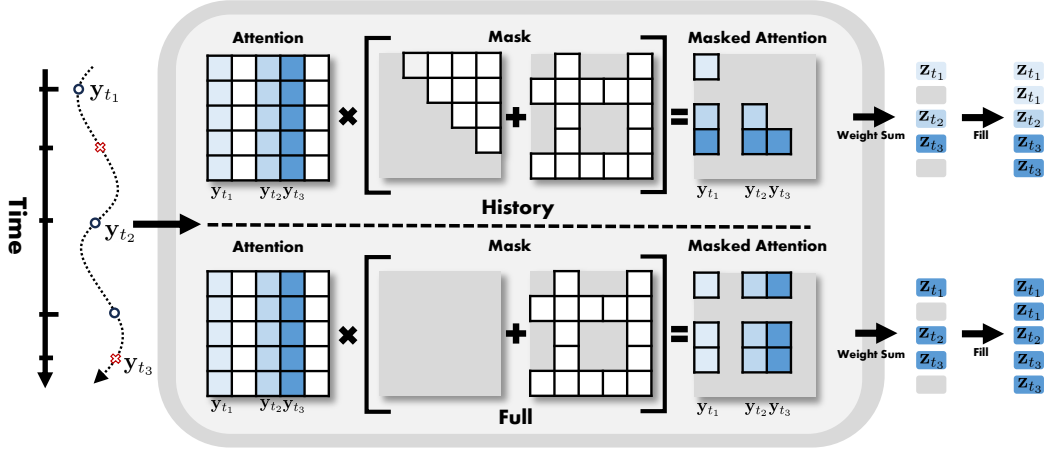 Time
y_{t_1}
y_{t_2}
y_{t_3}
Attention
Mask
Masked Attention
×
+
=
y_{t_1}
y_{t_2} y_{t_3}
y_{t_1}
y_{t_2} y_{t_3}
History
Weight Sum
Fill
z_{t_1}
z_{t_2}
z_{t_3}
z_{t_1}
z_{t_1}
z_{t_2}
z_{t_3}
z_{t_3}
Attention
Mask
Masked Attention
×
+
=
y_{t_1}
y_{t_2} y_{t_3}
y_{t_1}
y_{t_2} y_{t_3}
Full
Weight Sum
Fill
z_{t_1}
z_{t_2}
z_{t_3}
z_{t_1}
z_{t_1}
z_{t_2}
z_{t_3}
z_{t_3}